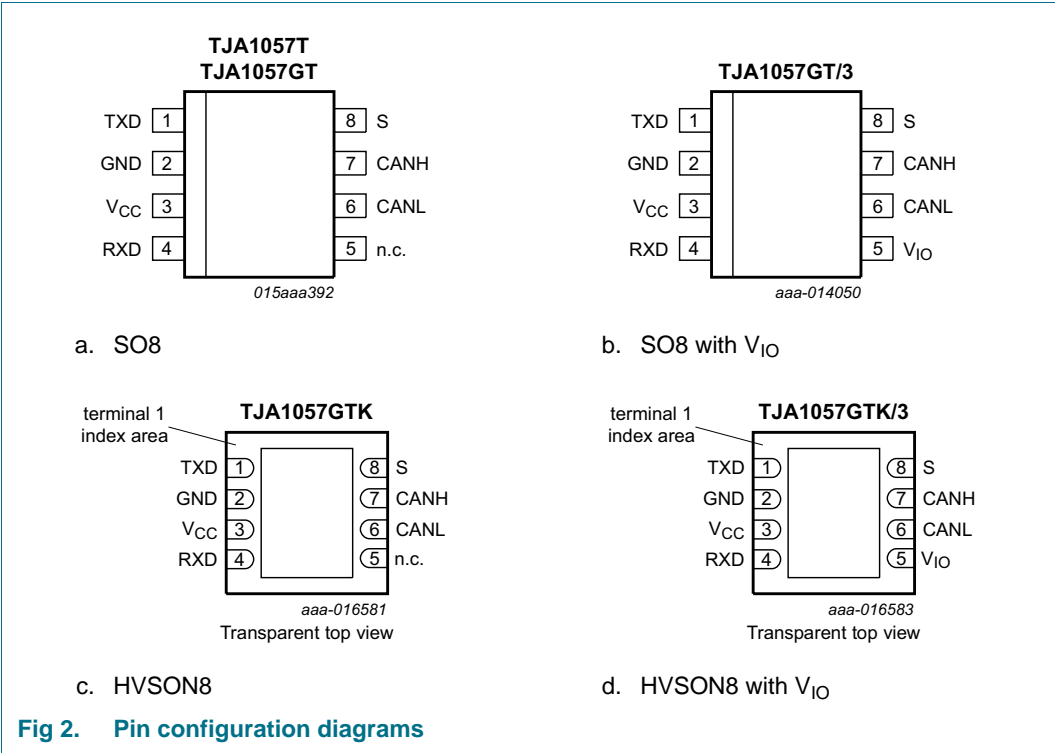 TJA1057T
TJA1057GT
TXD 1
GND 2
VCC 3
RXD 4
8 S
7 CANH
6 CANL
5 n.c.
015aaa392
a. SO8
TJA1057GT/3
TXD 1
GND 2
VCC 3
RXD 4
8 S
7 CANH
6 CANL
5 VIO
aaa-014050
b. SO8 with VIO
terminal 1
index area
TJA1057GTK
TXD 1
GND 2
VCC 3
RXD 4
8 S
7 CANH
6 CANL
5 n.c.
aaa-016581
Transparent top view
c. HVSON8
terminal 1
index area
TJA1057GTK/3
TXD 1
GND 2
VCC 3
RXD 4
8 S
7 CANH
6 CANL
5 VIO
aaa-016583
Transparent top view
d. HVSON8 with VIO
Fig 2. Pin configuration diagrams